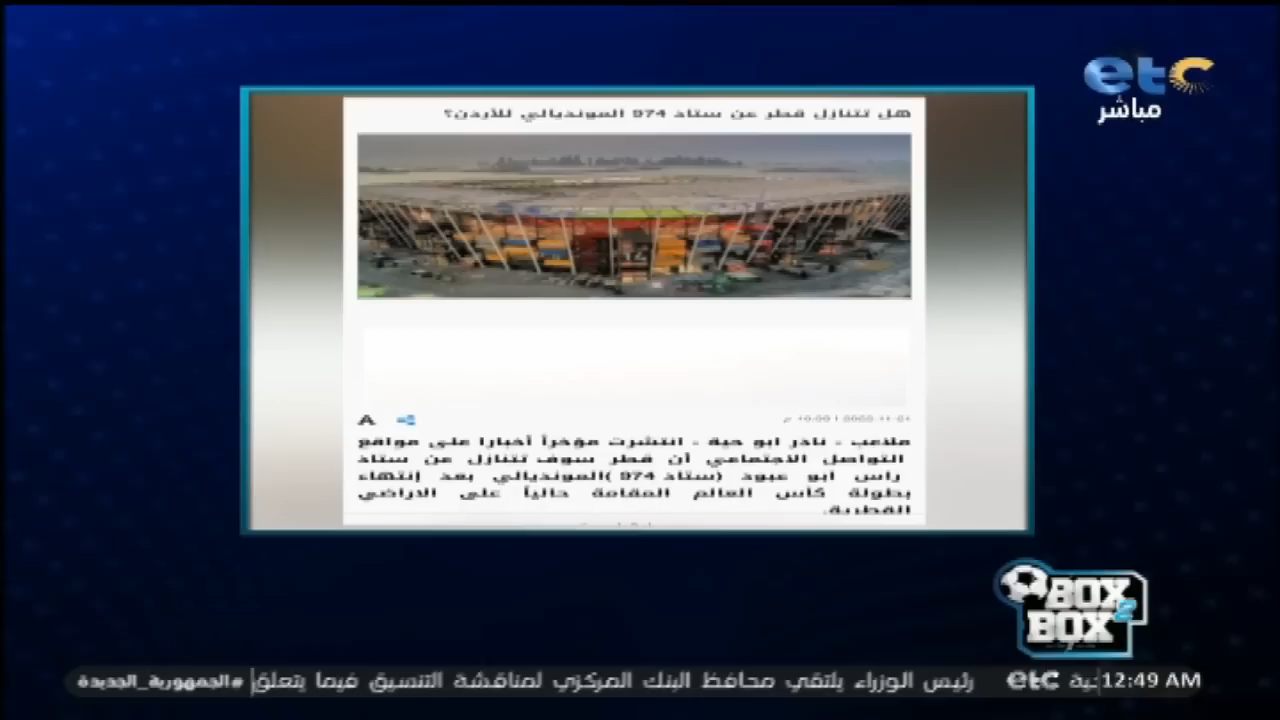 etc
مباشر
هل تتنازل قطر عن ستاد 974 المونديالي للأردن؟
A
ملاعب - نادر ابو حية - انتشرت مؤخراً أخبارا على مواقع
التواصل الاجتماعي أن قطر سوف تتنازل عن ستاد
راس أبو عبود (ستاد 974 )المونديالي بعد إنتهاء
بطولة كأس العالم المقامة حالياً على الاراضي
القطرية.
BOX 2
BOX
12:49 AM
ية etc رئيس الوزراء يلتقي محافظ البنك المركزي لمناقشة التنسيق فيما يتعلق
#الجمهورية_الجديدة